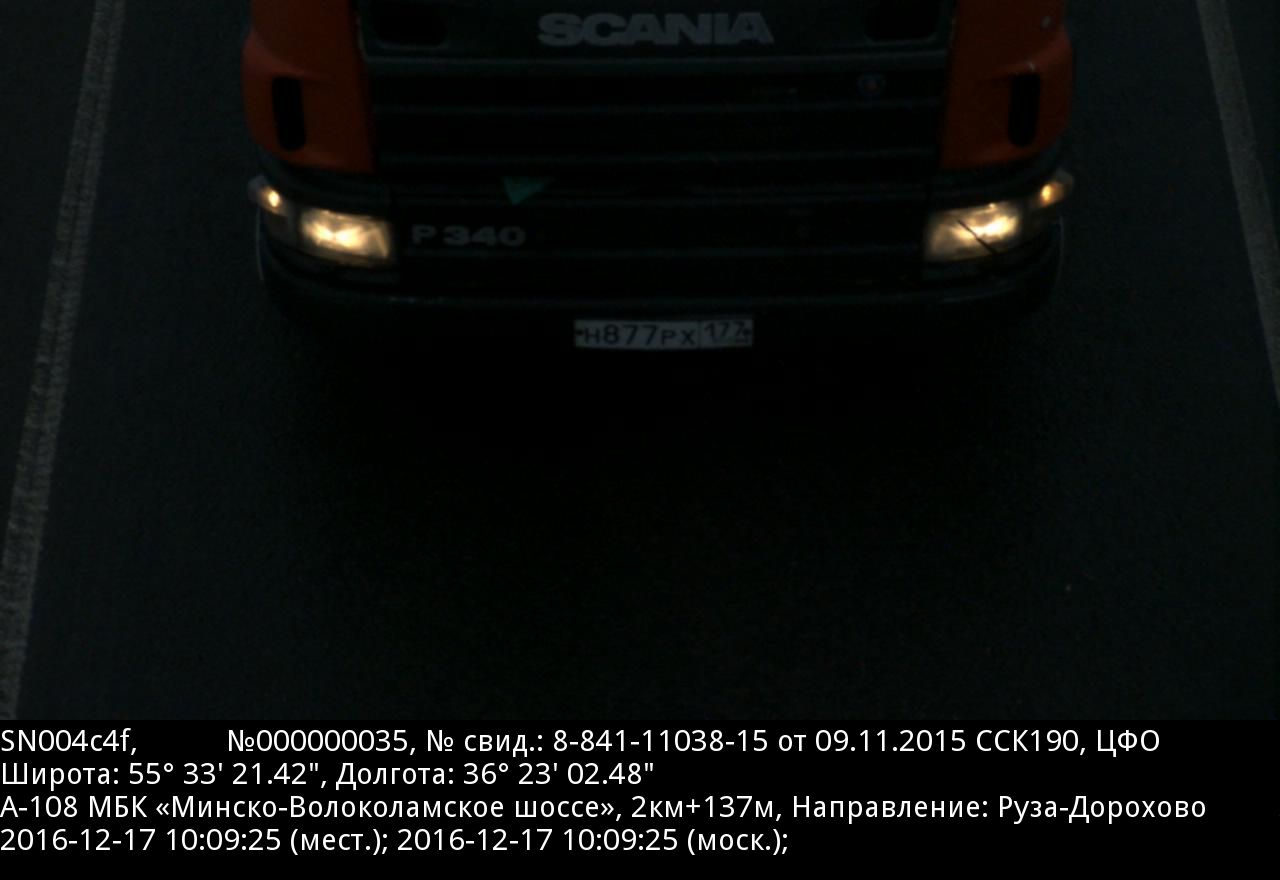 SCANIA
P 340
Н877РХ 177
SN004c4f, №000000035, № свид.: 8-841-11038-15 от 09.11.2015 ССК190, ЦФО
Широта: 55° 33' 21.42", Долгота: 36° 23' 02.48"
А-108 МБК «Минско-Волоколамское шоссе», 2км+137м, Направление: Руза-Дорохово
2016-12-17 10:09:25 (мест.); 2016-12-17 10:09:25 (моск.);